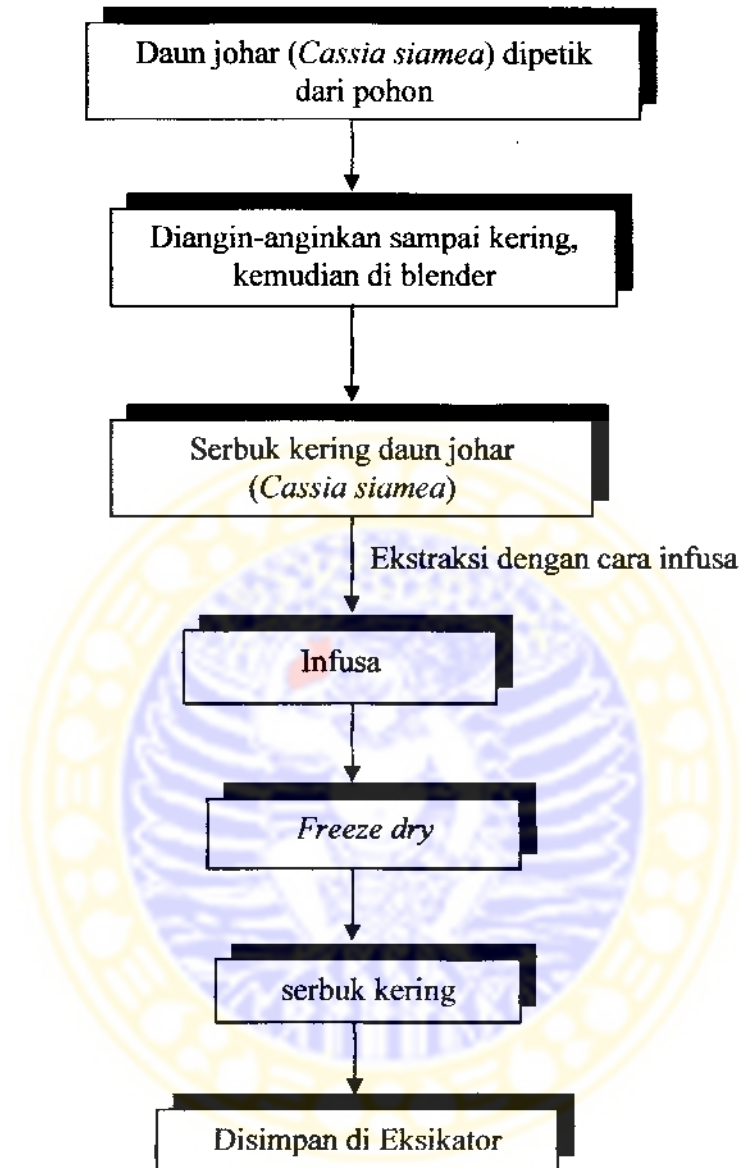 Daun johar (Cassia siamea) dipetik
dari pohon
Diangin-anginkan sampai kering,
kemudian di blender
Serbuk kering daun johar
(Cassia siamea)
Ekstraksi dengan cara infusa
Infusa
Freeze dry
serbuk kering
Disimpan di Eksikator